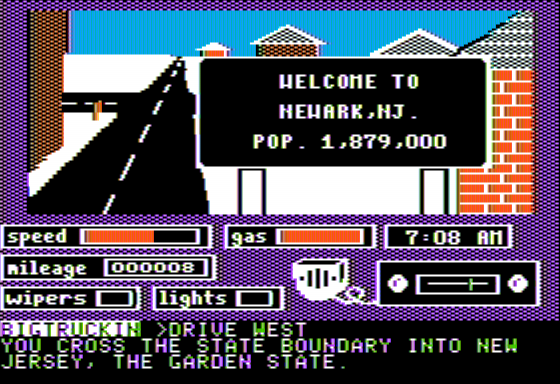 WELCOME TO
NEWARK,NJ.
POP. 1,879,000
speed gas 7:08 AM
mileage 000008
wipers lights
BIGTRUCKIN >DRIVE WEST
YOU CROSS THE STATE BOUNDARY INTO NEW
JERSEY, THE GARDEN STATE.